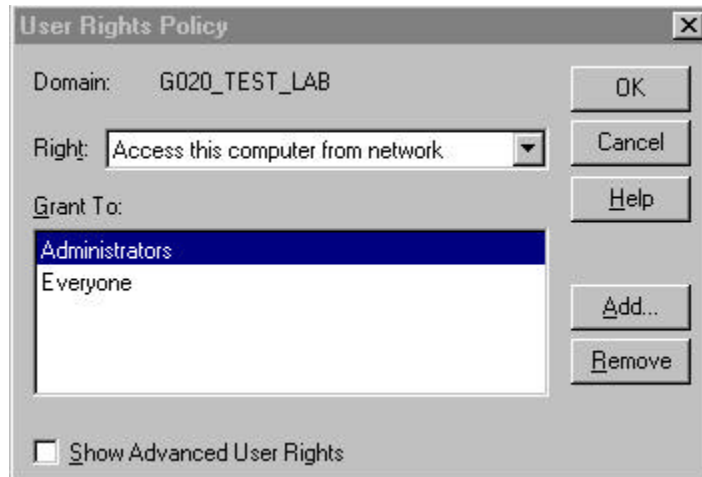 User Rights Policy
Domain: G020_TEST_LAB
OK
Right: Access this computer from network
Cancel
Grant To:
Help
Administrators
Everyone
Add...
Remove
Show Advanced User Rights